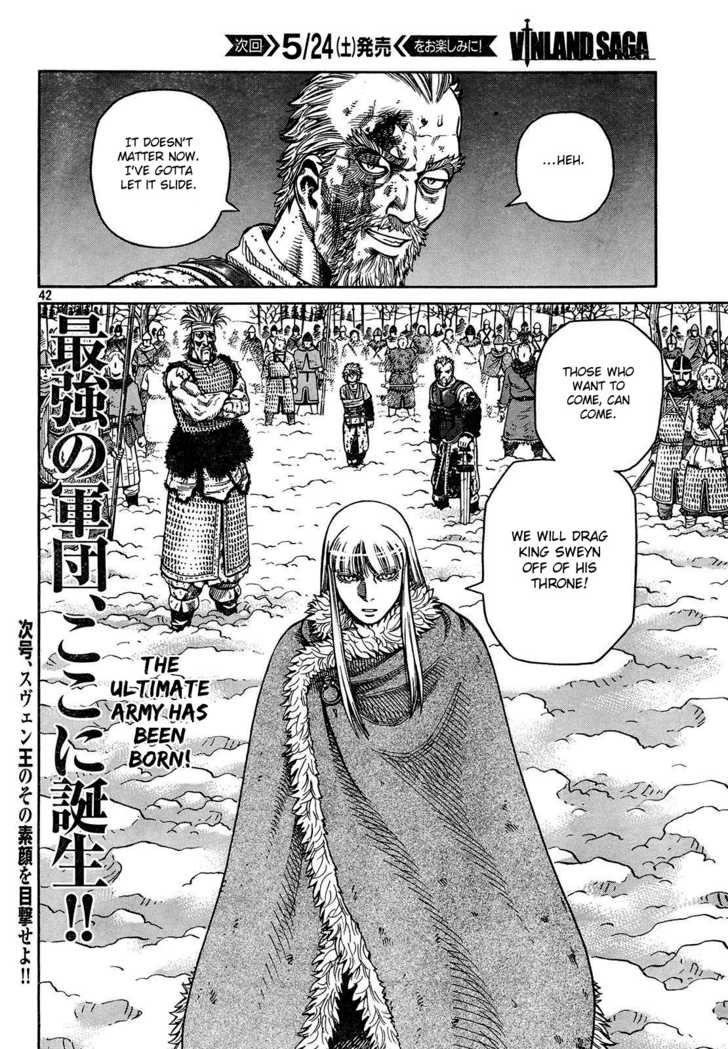 次回 5/24(土)発売 をお楽しみに!
VINLAND SAGA
...HEH.
IT DOESN'T
MATTER NOW.
I'VE GOTTA
LET IT SLIDE.
42
THOSE WHO
WANT TO
COME, CAN
COME.
WE WILL DRAG
KING SWEYN
OFF OF HIS
THRONE!
最強の軍団、ここに誕生!!
THE
ULTIMATE
ARMY HAS
BEEN
BORN!
次号、スヴェン王のその素顔を目撃せよ!!